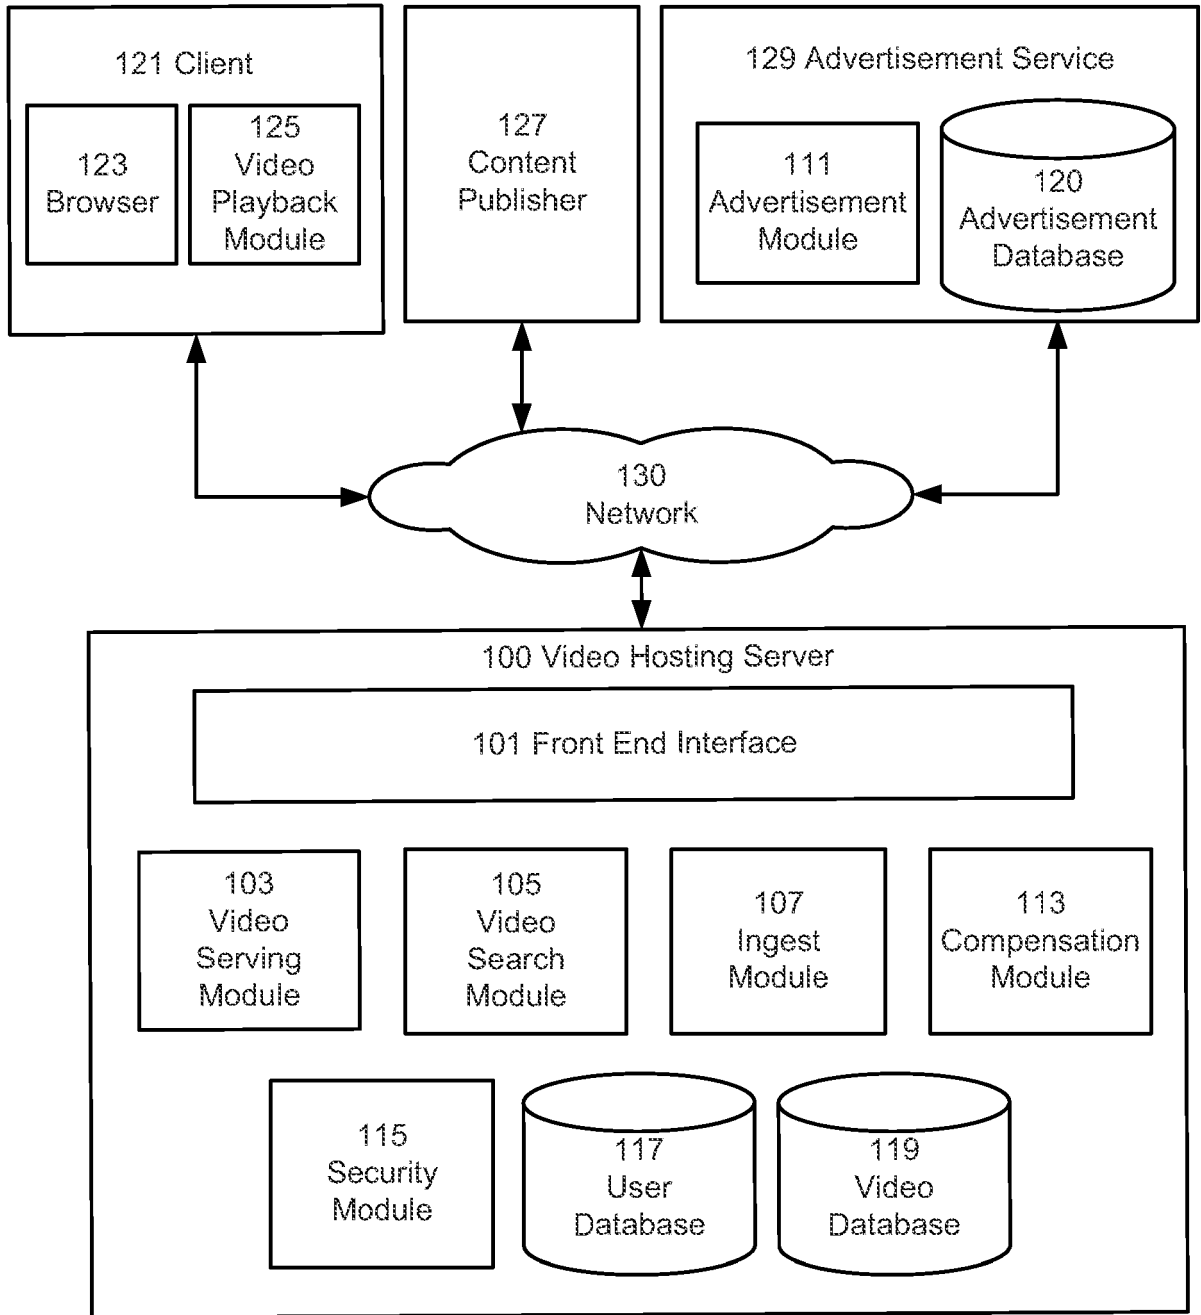 121 Client
123
Browser
125
Video
Playback
Module
127
Content
Publisher
129 Advertisement Service
111
Advertisement
Module
120
Advertisement
Database
130
Network
100 Video Hosting Server
101 Front End Interface
103
Video
Serving
Module
105
Video
Search
Module
107
Ingest
Module
113
Compensation
Module
115
Security
Module
117
User
Database
119
Video
Database